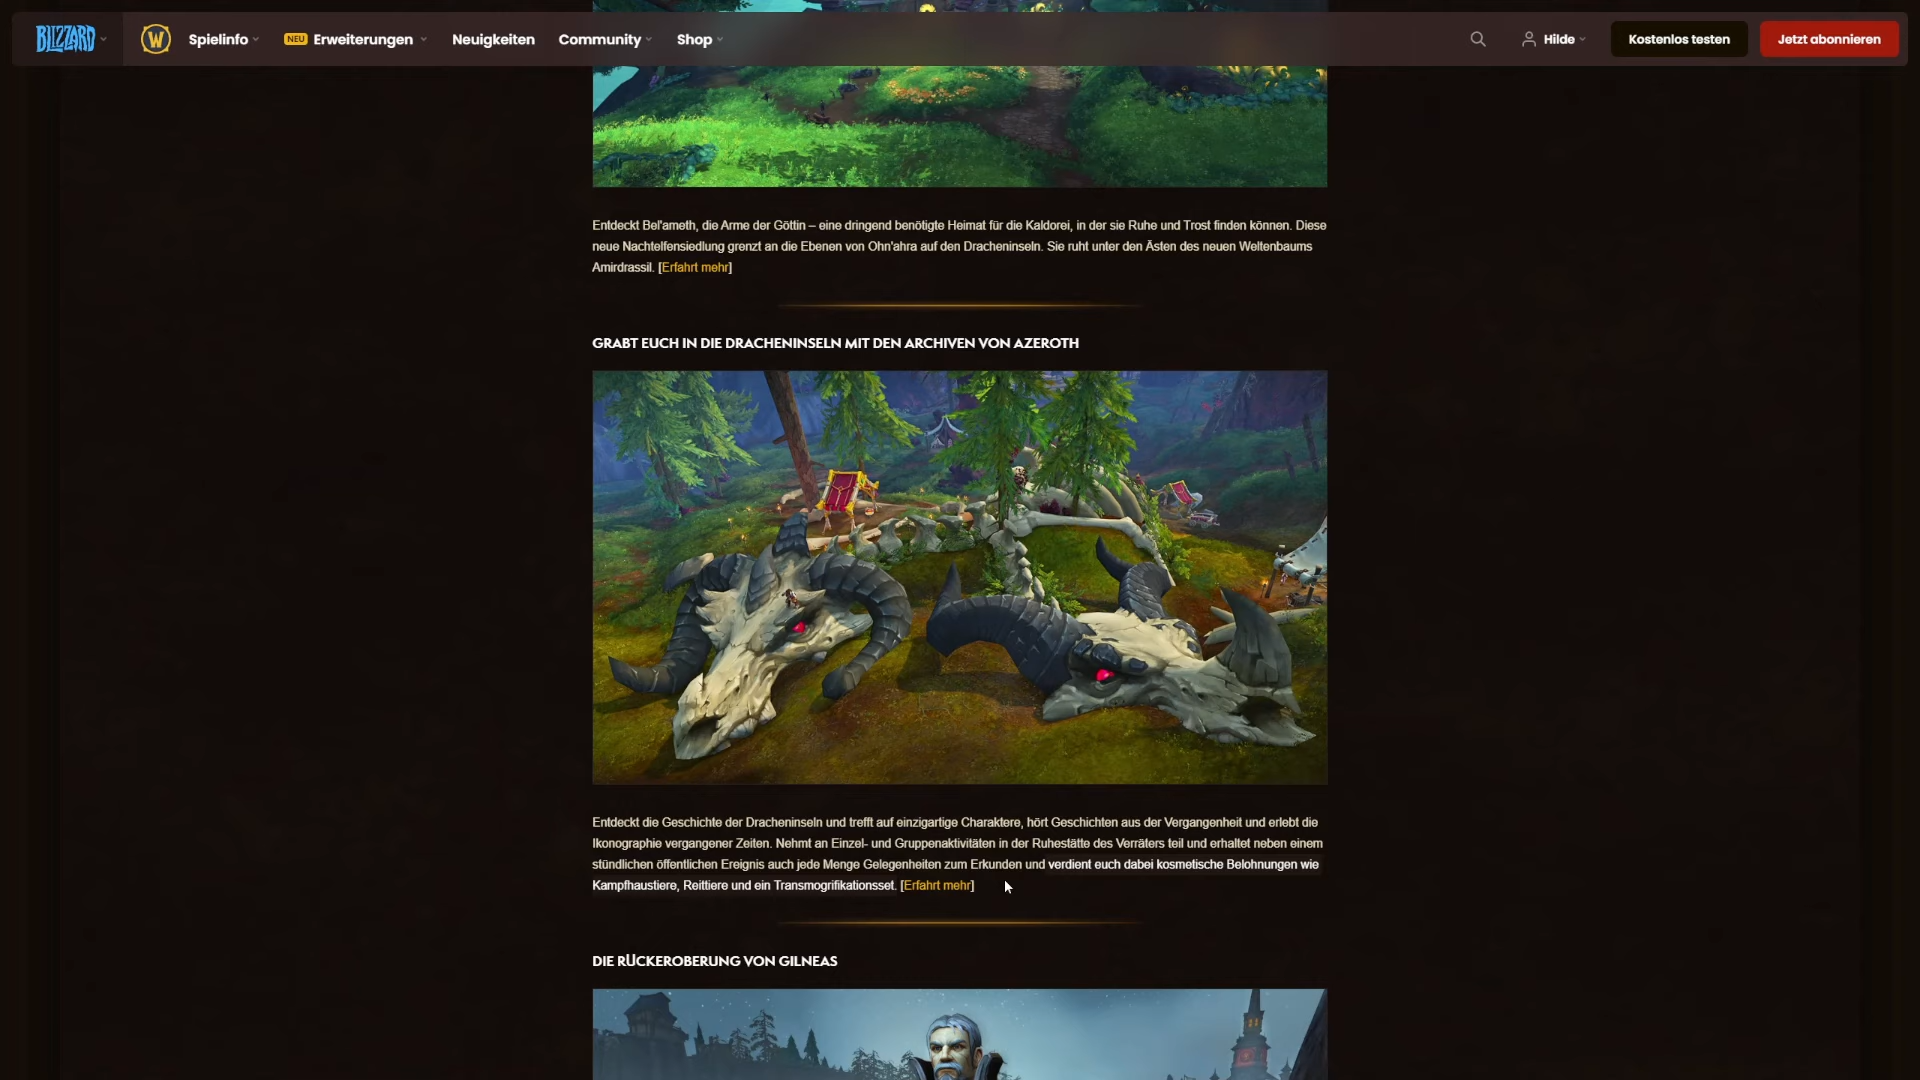 BLIZZARD W Spielinfo NEU Erweiterungen Neuigkeiten Community Shop Hilde Kostenlos testen Jetzt abonnieren
Entdeckt Bel'ameth, die Arme der Göttin – eine dringend benötigte Heimat für die Kaldorei, in der sie Ruhe und Trost finden können. Diese
neue Nachtelfensiedlung grenzt an die Ebenen von Ohn'ahra auf den Dracheninseln. Sie ruht unter den Ästen des neuen Weltenbaums
Amirdrassil. [Erfahrt mehr]
GRABT EUCH IN DIE DRACHENINSELN MIT DEN ARCHIVEN VON AZEROTH
Entdeckt die Geschichte der Dracheninseln und trefft auf einzigartige Charaktere, hört Geschichten aus der Vergangenheit und erlebt die
Ikonographie vergangener Zeiten. Nehmt an Einzel- und Gruppenaktivitäten in der Ruhestätte des Verräters teil und erhaltet neben einem
stündlichen öffentlichen Ereignis auch jede Menge Gelegenheiten zum Erkunden und verdient euch dabei kosmetische Belohnungen wie
Kampfhaustiere, Reittiere und ein Transmogrifikationsset. [Erfahrt mehr]
DIE RÜCKEROBERUNG VON GILNEAS